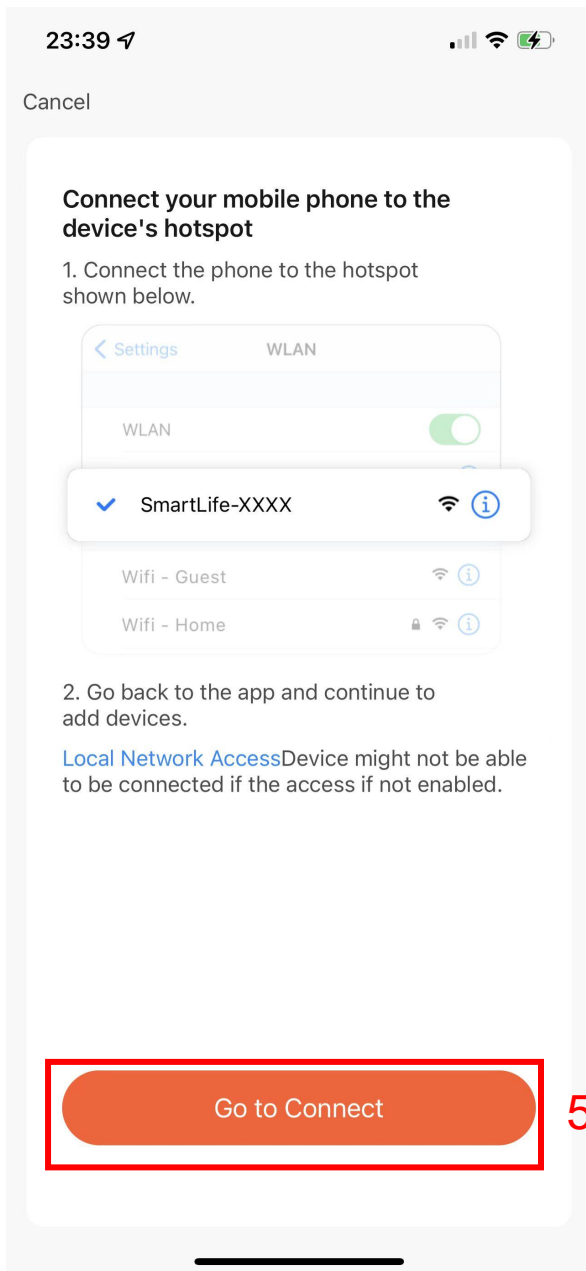 23:39
Cancel
Connect your mobile phone to the
device's hotspot
1. Connect the phone to the hotspot
shown below.
Settings
WLAN
WLAN
SmartLife-XXXX
Wifi - Guest
Wifi - Home
2. Go back to the app and continue to
add devices.
Local Network AccessDevice might not be able
to be connected if the access if not enabled.
Go to Connect
5